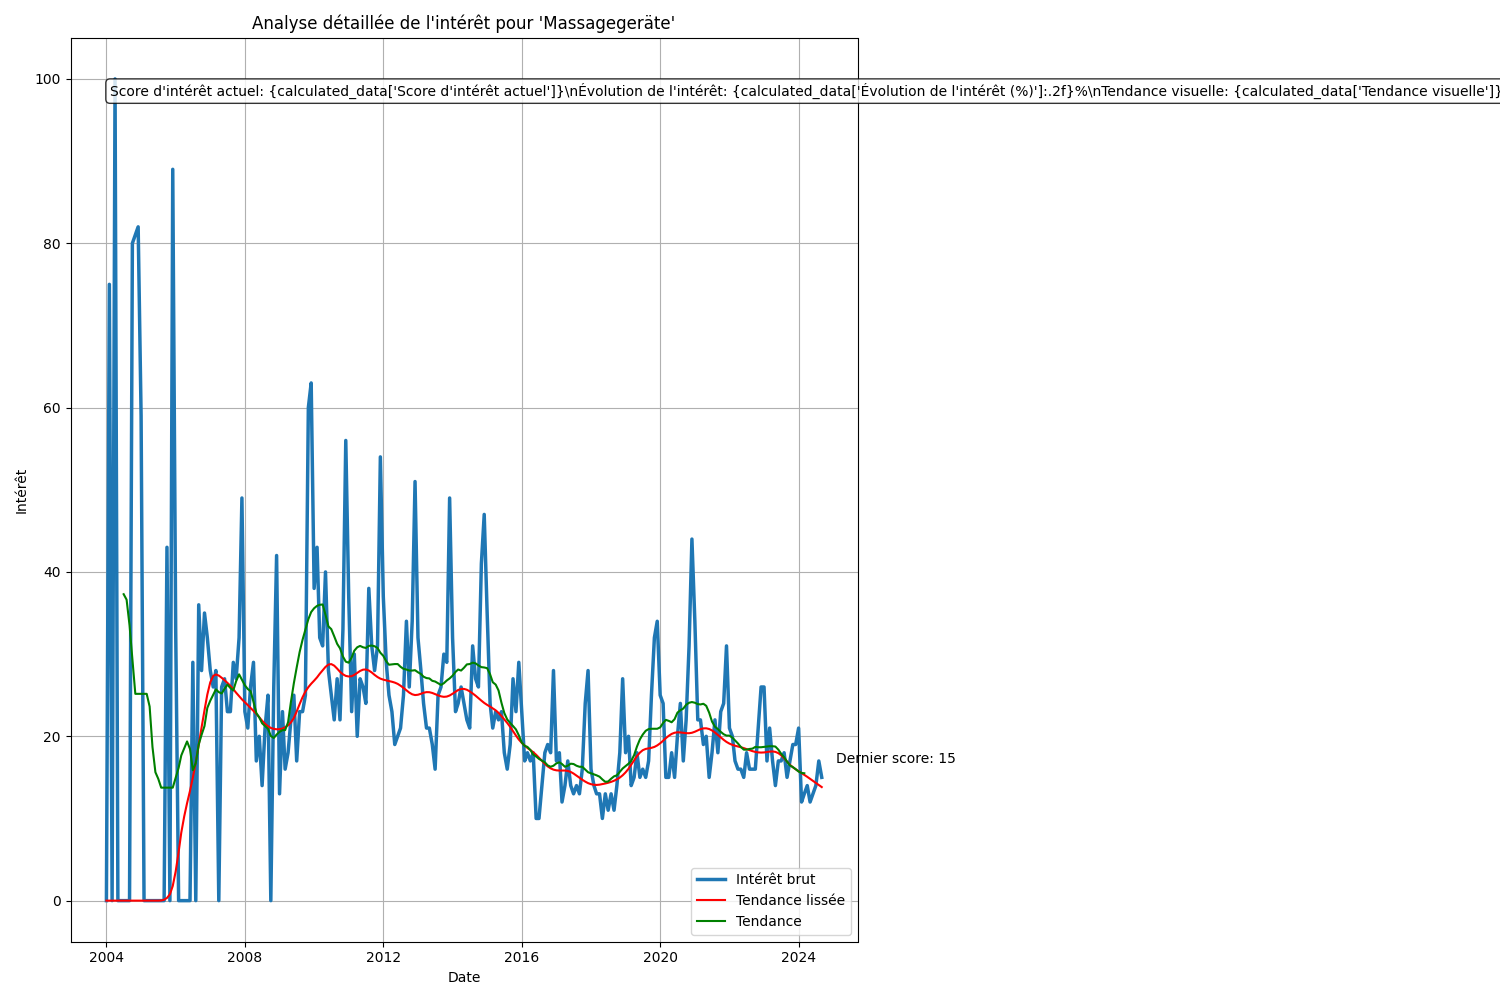 Analyse détaillée de l'intérêt pour 'Massagegeräte'
Score d'intérêt actuel: {calculated_data['Score d'intérêt actuel']}\nÉvolution de l'intérêt: {calculated_data['Évolution de l'intérêt (%)']:.2f}%\nTendance visuelle: {calculated_data['Tendance visuelle']}
100
80
60
40
20
0
Intérêt
Dernier score: 15
Intérêt brut
Tendance lissée
Tendance
2004 2008 2012 2016 2020 2024
Date